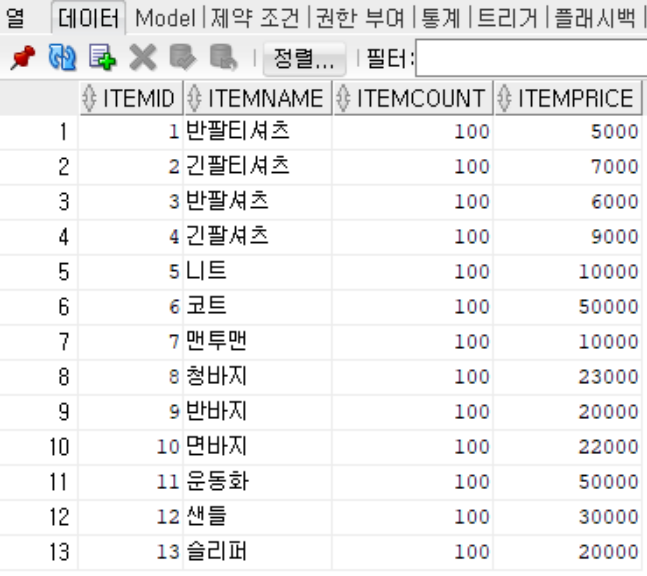 열 데이터 Model 제약 조건 권한 부여 통계 트리거 플래시백
정렬... 필터:
ITEMID ITEMNAME ITEMCOUNT ITEMPRICE
1 1 반팔티셔츠 100 5000
2 2 긴팔티셔츠 100 7000
3 3 반팔셔츠 100 6000
4 4 긴팔셔츠 100 9000
5 5 니트 100 10000
6 6 코트 100 50000
7 7 맨투맨 100 10000
8 8 청바지 100 23000
9 9 반바지 100 20000
10 10 면바지 100 22000
11 11 운동화 100 50000
12 12 샌들 100 30000
13 13 슬리퍼 100 20000